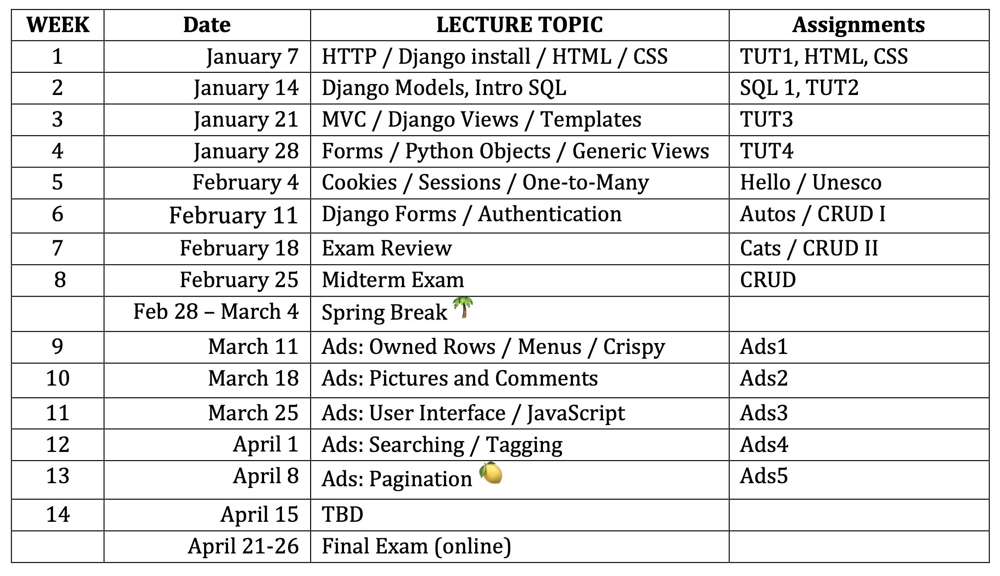 WEEK Date LECTURE TOPIC Assignments
1 January 7 HTTP / Django install / HTML / CSS TUT1, HTML, CSS
2 January 14 Django Models, Intro SQL SQL 1, TUT2
3 January 21 MVC / Django Views / Templates TUT3
4 January 28 Forms / Python Objects / Generic Views TUT4
5 February 4 Cookies / Sessions / One-to-Many Hello / Unesco
6 February 11 Django Forms / Authentication Autos / CRUD I
7 February 18 Exam Review Cats / CRUD II
8 February 25 Midterm Exam CRUD
Feb 28 – March 4 Spring Break 🌴
9 March 11 Ads: Owned Rows / Menus / Crispy Ads1
10 March 18 Ads: Pictures and Comments Ads2
11 March 25 Ads: User Interface / JavaScript Ads3
12 April 1 Ads: Searching / Tagging Ads4
13 April 8 Ads: Pagination 🍋 Ads5
14 April 15 TBD
April 21-26 Final Exam (online)